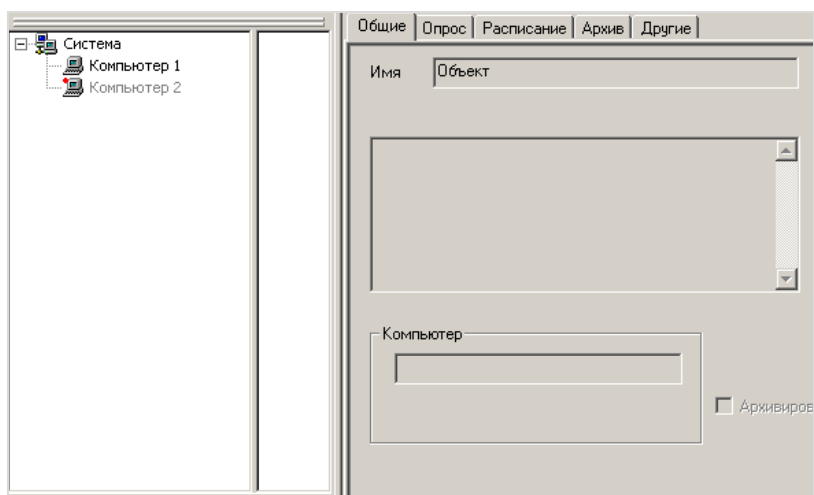 Система
Компьютер 1
Компьютер 2
Общие Опрос Расписание Архив Другие
Имя Объект
Компьютер
Архивиров